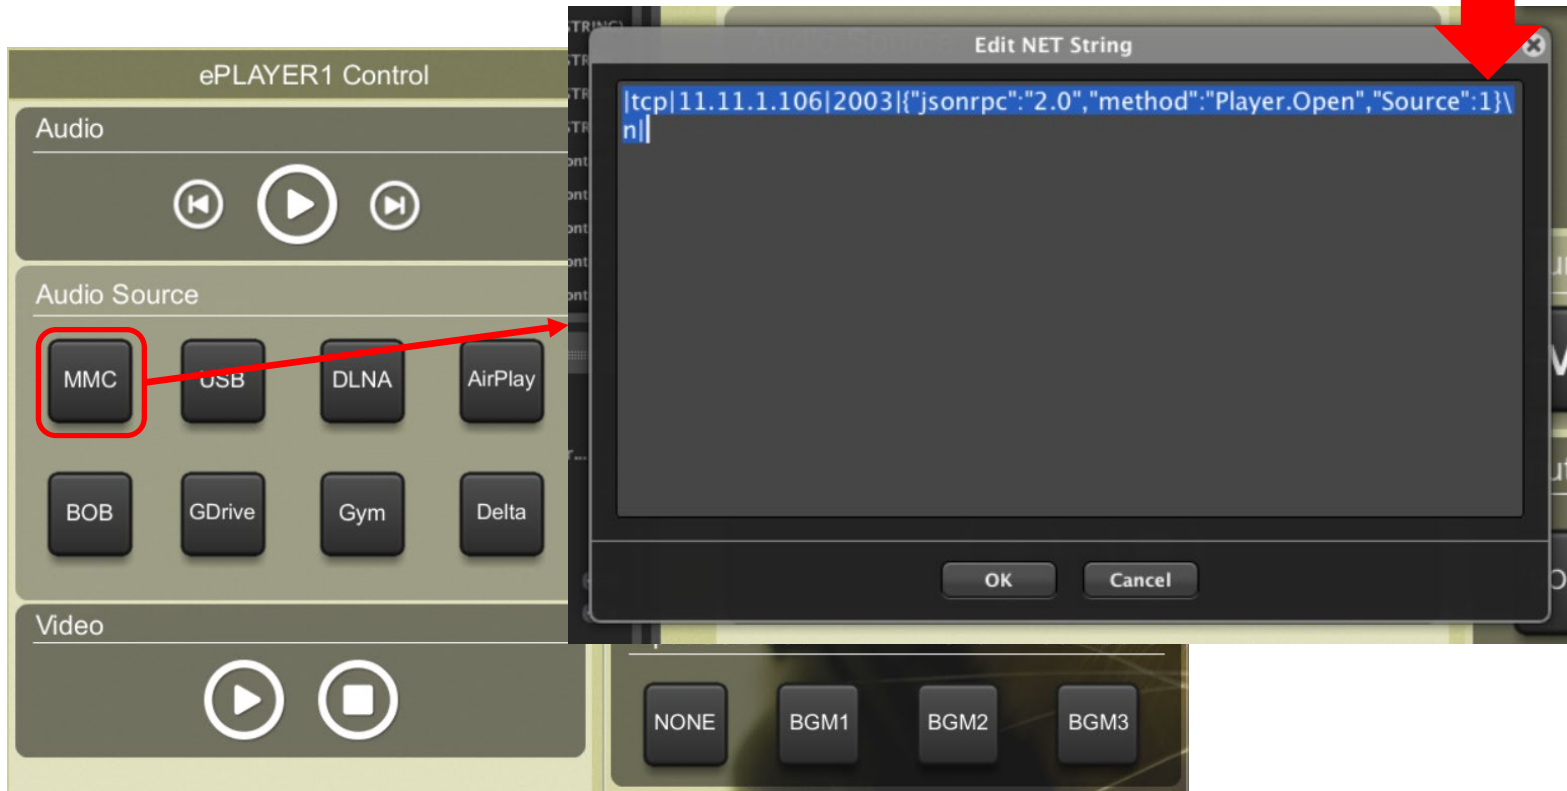 ePLAYER1 Control
Audio
Audio Source
MMC
USB
DLNA
AirPlay
BOB
GDrive
Gym
Delta
Video
Edit NET String
|tcp|11.11.1.106|2003|{"jsonrpc":"2.0","method":"Player.Open","Source":1}\
n|
OK
Cancel
NONE
BGM1
BGM2
BGM3